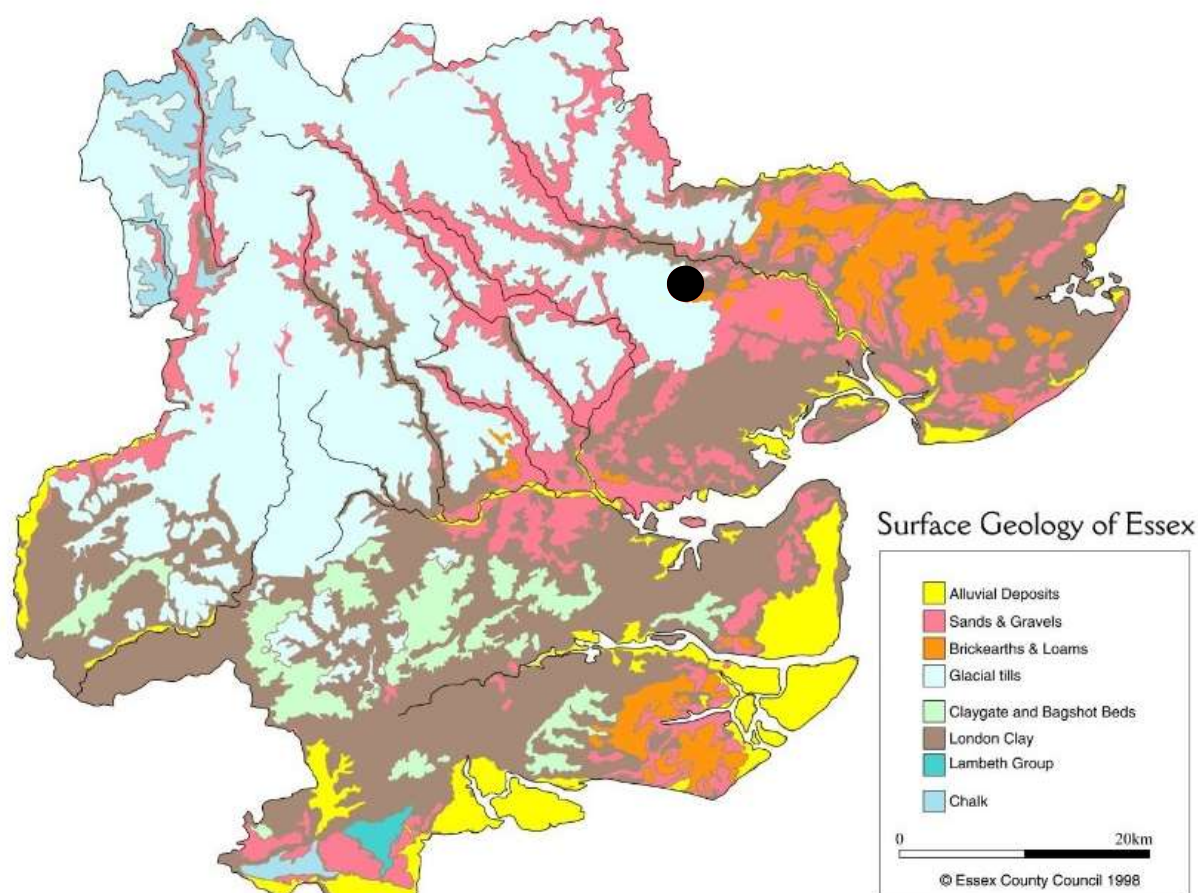 Surface Geology of Essex
Alluvial Deposits
Sands & Gravels
Brickearths & Loams
Glacial tills
Claygate and Bagshot Beds
London Clay
Lambeth Group
Chalk
0 20km
© Essex County Council 1998